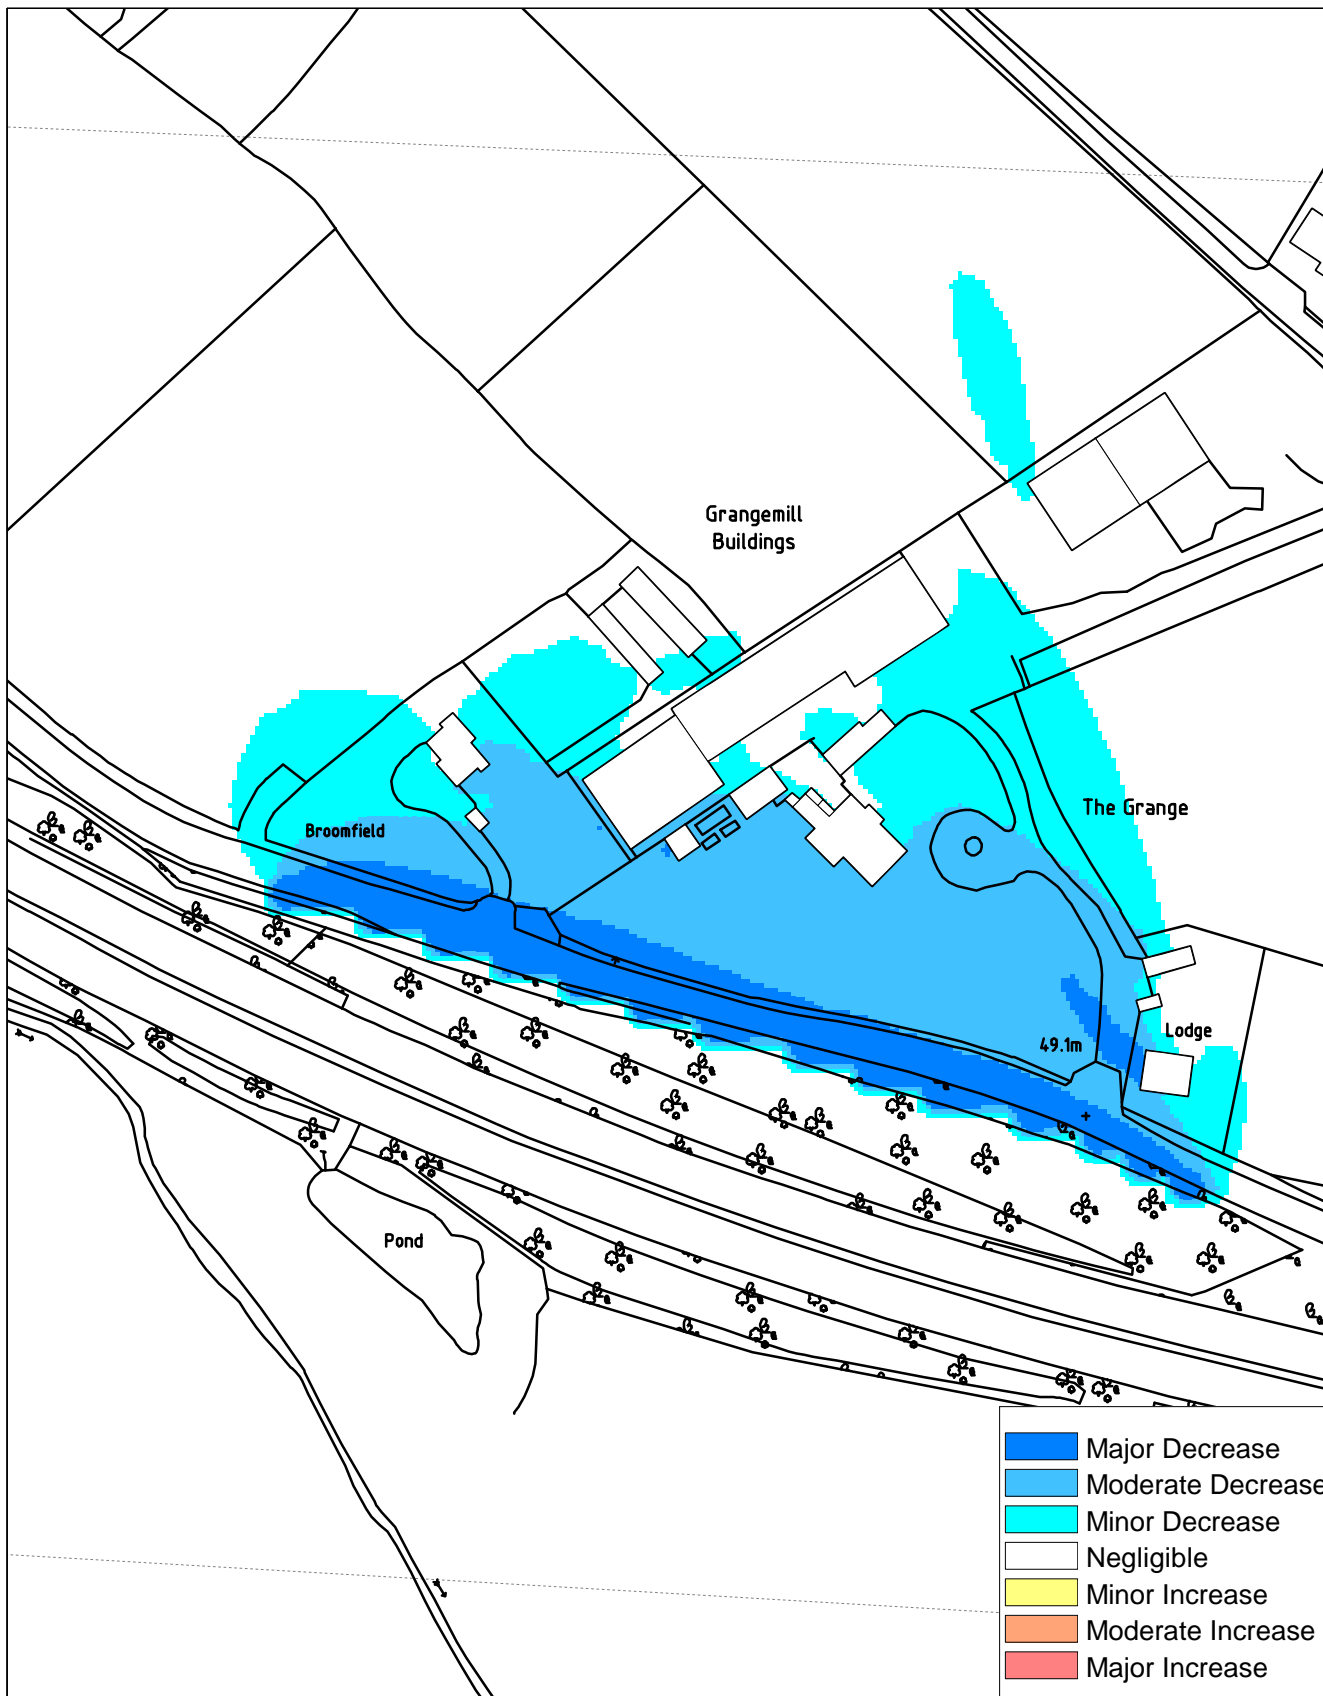 Grangemill
Buildings
The Grange
Broomfield
Lodge
49.1m
Pond
Major Decrease
Moderate Decrease
Minor Decrease
Negligible
Minor Increase
Moderate Increase
Major Increase